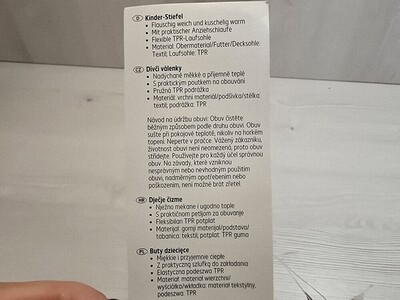 D Kinder-Stiefel
• Flauschig weich und kuschelig warm
• Mit praktischer Anziehschlaufe
• Flexible TPR-Laufsohle
• Material: Obermaterial/Futter/Decksohle:
Textil; Laufsohle: TPR
CZ Dívčí válenky
• Nadýchaně měkké a příjemně teplé
• S praktickým poutkem na obouvání
• Pružná TPR podrážka
• Materiál: vrchní materiál/podšívka/stélka:
textil; podrážka: TPR
Návod na údržbu obuvi: Obuv čistěte
běžným způsobem podle druhu obuvi. Obuv
sušte při pokojové teplotě, nikoliv na horkém
topení. Neperte v pračce. Vážený zákazníku,
životnost obuvi není neomezená, proto obuv
střídejte. Používejte pro každý účel správnou
obuv. Na závady, které vzniknou
nesprávným nebo nevhodným použitím
obuvi, nadměrným opotřebením nebo
poškozením, není možné brát zřetel.
HR Dječje čizme
• Nježno mekane i ugodno tople
• S praktičnom petljom za obuvanje
• Fleksibilan TPR potplat
• Materijal: gornji materijal/podstava/
tabanica: tekstil; potplat: TPR guma
PL Buty dziecięce
• Miękkie i przyjemnie ciepłe
• Z praktyczną szlufką do zakładania
• Elastyczna podeszwa TPR
• Materiał: materiał wierzchni/
wyściółka/wkładka: materiał tekstylny,
podeszwa: TPR